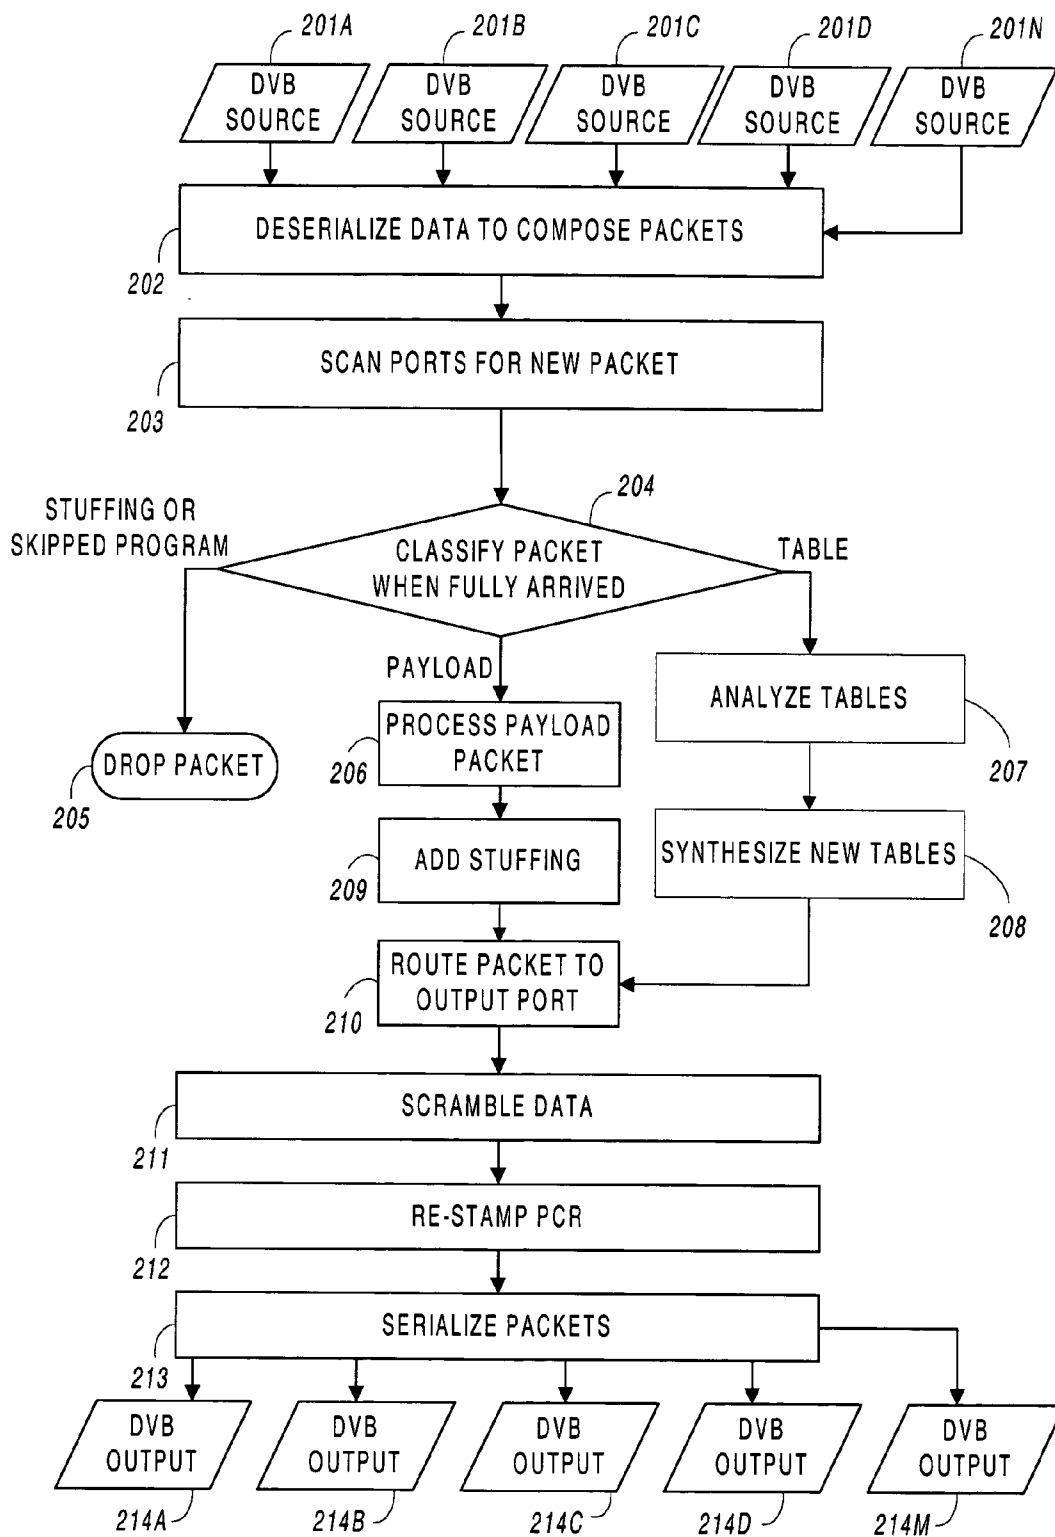 201A 201B 201C 201D 201N
DVB DVB DVB DVB DVB
SOURCE SOURCE SOURCE SOURCE SOURCE
DESERIALIZE DATA TO COMPOSE PACKETS
202
SCAN PORTS FOR NEW PACKET
203
204
STUFFING OR
SKIPPED PROGRAM
CLASSIFY PACKET
WHEN FULLY ARRIVED
TABLE
PAYLOAD
DROP PACKET
205
PROCESS PAYLOAD
PACKET
206
ANALYZE TABLES
207
ADD STUFFING
209
SYNTHESIZE NEW TABLES
208
ROUTE PACKET TO
OUTPUT PORT
210
SCRAMBLE DATA
211
RE-STAMP PCR
212
SERIALIZE PACKETS
213
DVB DVB DVB DVB DVB
OUTPUT OUTPUT OUTPUT OUTPUT OUTPUT
214A 214B 214C 214D 214M